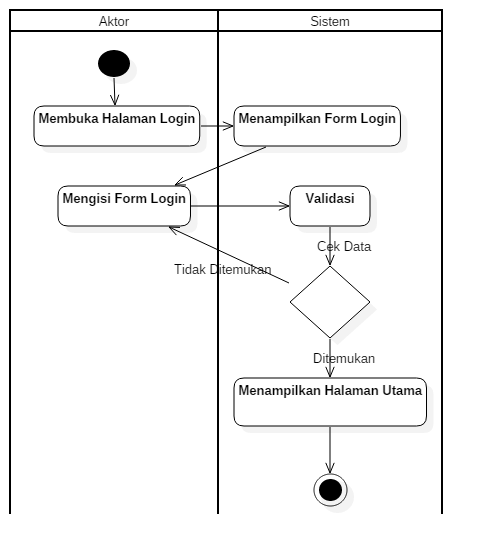 Aktor
Sistem
Membuka Halaman Login
Menampilkan Form Login
Mengisi Form Login
Validasi
Cek Data
Tidak Ditemukan
Ditemukan
Menampilkan Halaman Utama